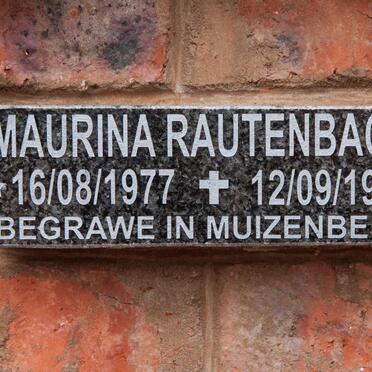 MAURINA RAUTENBAC
16/08/1977 ✝ 12/09/19
BEGRAWE IN MUIZENBE